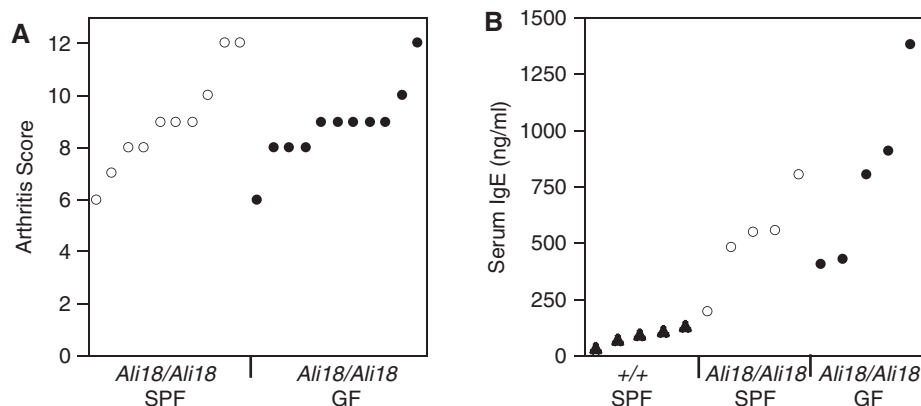 A
Arthritis Score
12
10
8
6
4
2
0
Ali18/Ali18
SPF
Ali18/Ali18
GF
B
Serum IgE (ng/ml)
1500
1250
1000
750
500
250
0
+/+
SPF
Ali18/Ali18
SPF
Ali18/Ali18
GF